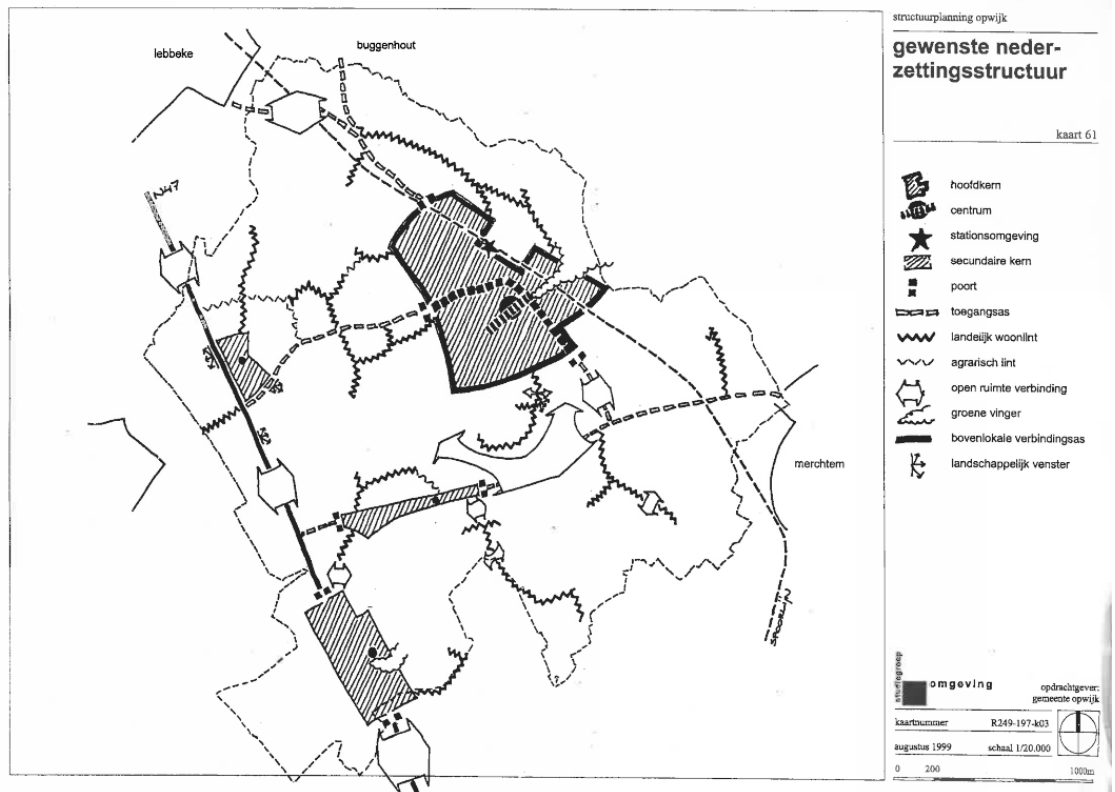 lebbeke
buggenhout
N47
merchtem
SPOORLIJN
structuurplanning opwijk
gewenste neder-
zettingsstructuur
kaart 61
hoofdkern
centrum
stationsomgeving
secundaire kern
poort
toegangsas
landelijk woonlint
agrarisch lint
open ruimte verbinding
groene vinger
bovenlokale verbindingsas
landschappelijk venster
studiegroep
omgeving
opdrachtgever:
gemeente opwijk
kaartnummer R249-197-k03
augustus 1999 schaal 1/20.000
0 200 1000m